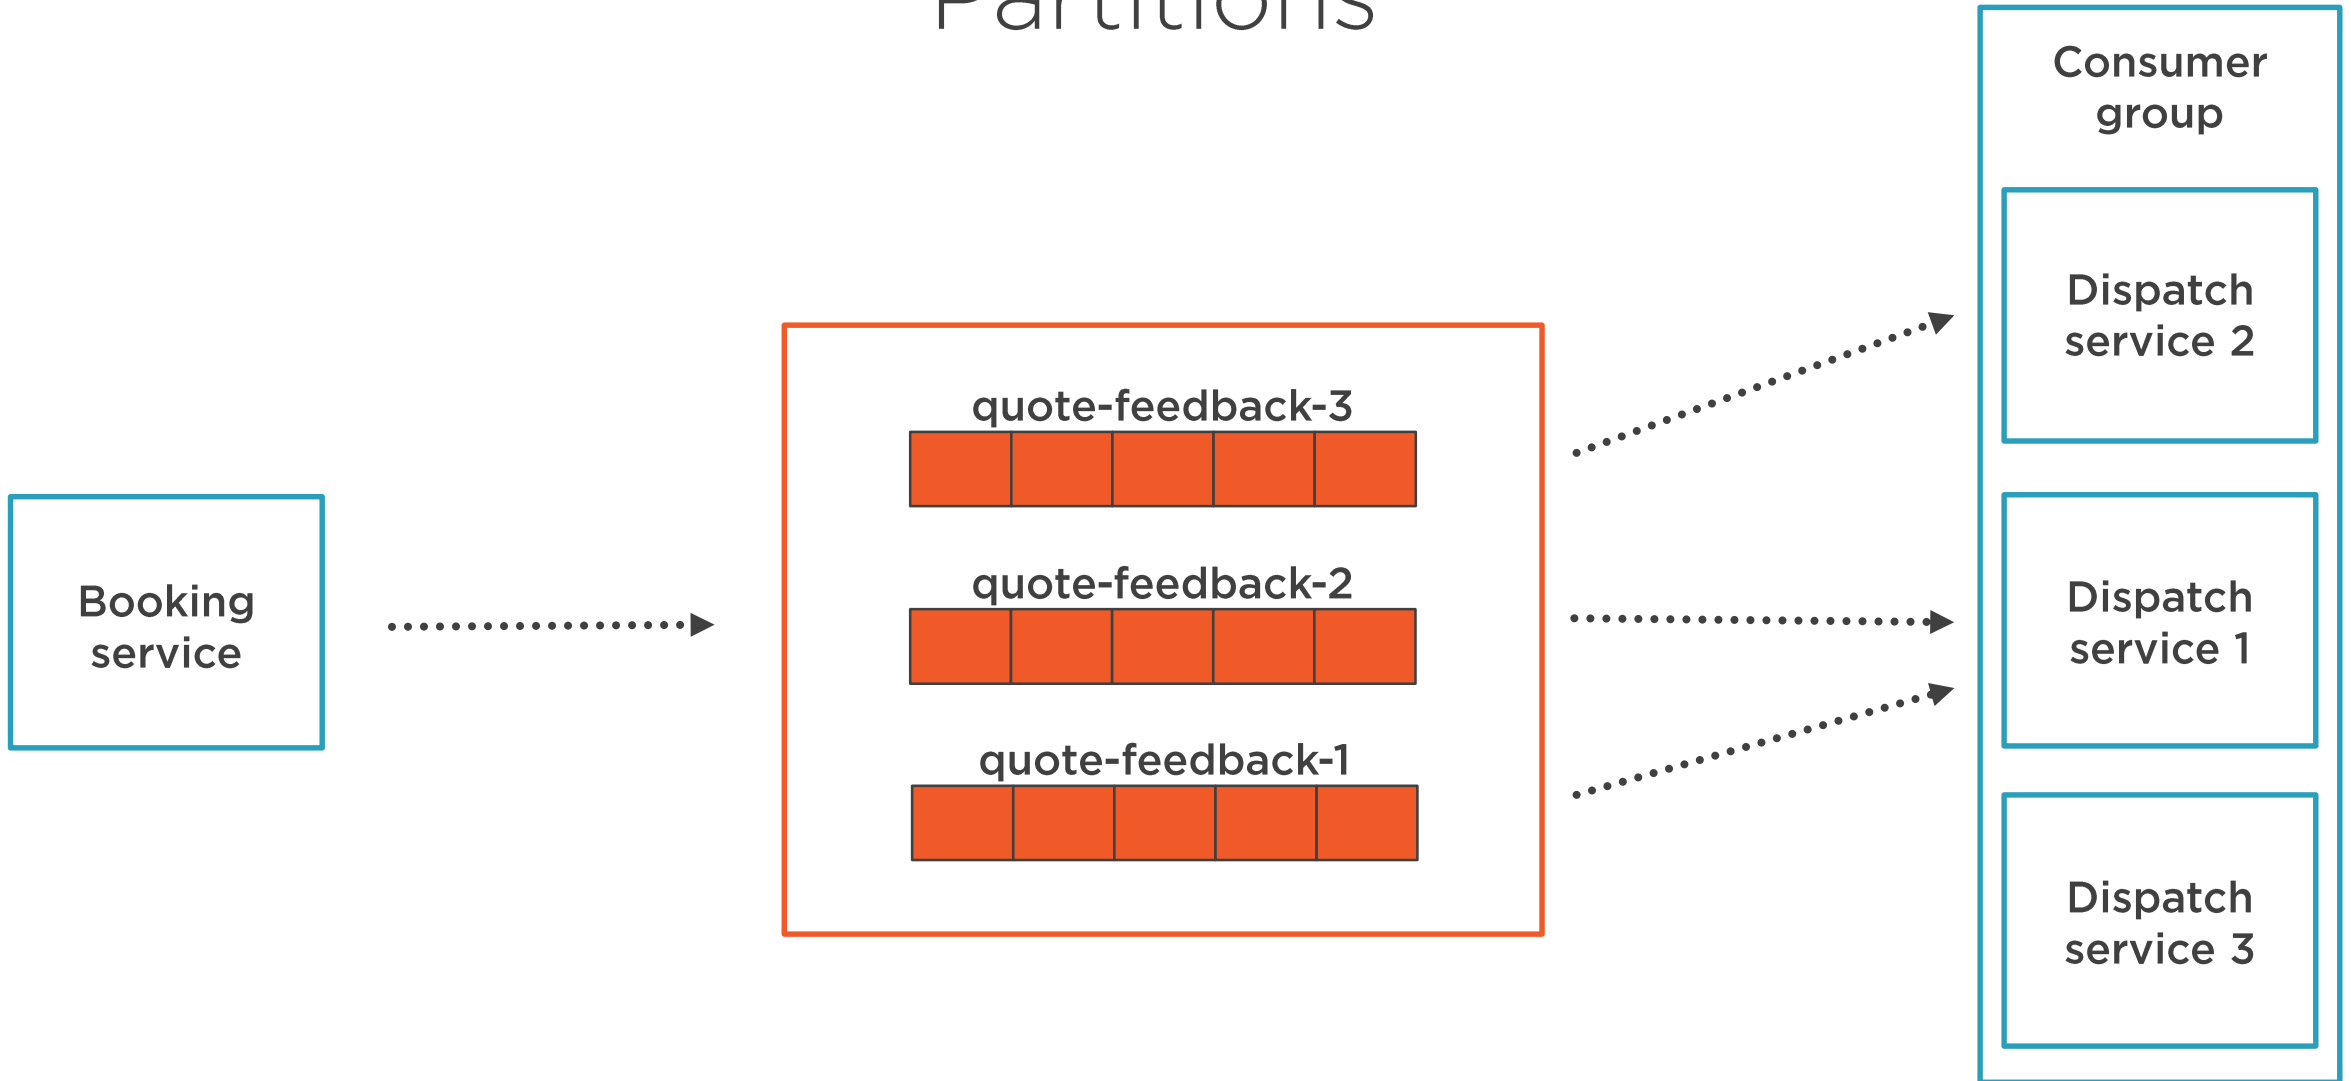 Partitions
Consumer
group
Dispatch
service 2
quote-feedback-3
Booking
service
quote-feedback-2
Dispatch
service 1
quote-feedback-1
Dispatch
service 3